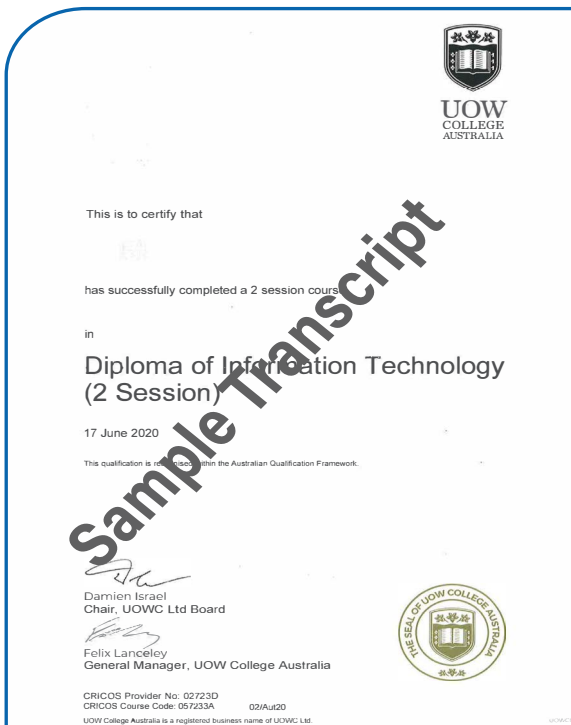 UOW
COLLEGE
AUSTRALIA
This is to certify that
has successfully completed a 2 session course
in
Diploma of Information Technology
(2 Session)
17 June 2020
This qualification is recognised within the Australian Qualification Framework.
Sample Transcript
Damien Israel
Chair, UOWC Ltd Board
Felix Lanceley
General Manager, UOW College Australia
THE SEAL OF UOW COLLEGE AUSTRALIA
CRICOS Provider No: 02723D
CRICOS Course Code: 057233A 02/Aut20
UOW College Australia is a registered business name of UOWC Ltd.